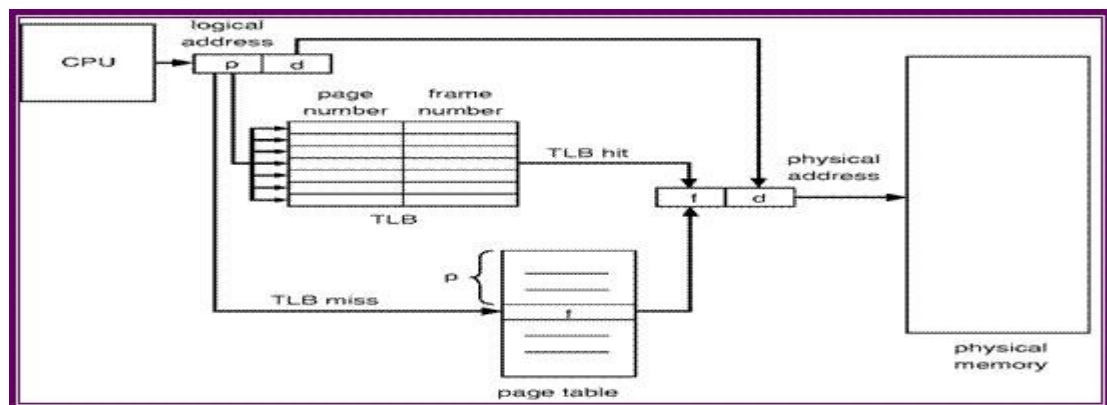 logical
address
CPU
p d
page number
frame number
TLB hit
physical
address
f d
TLB
p
TLB miss
f
page table
physical
memory